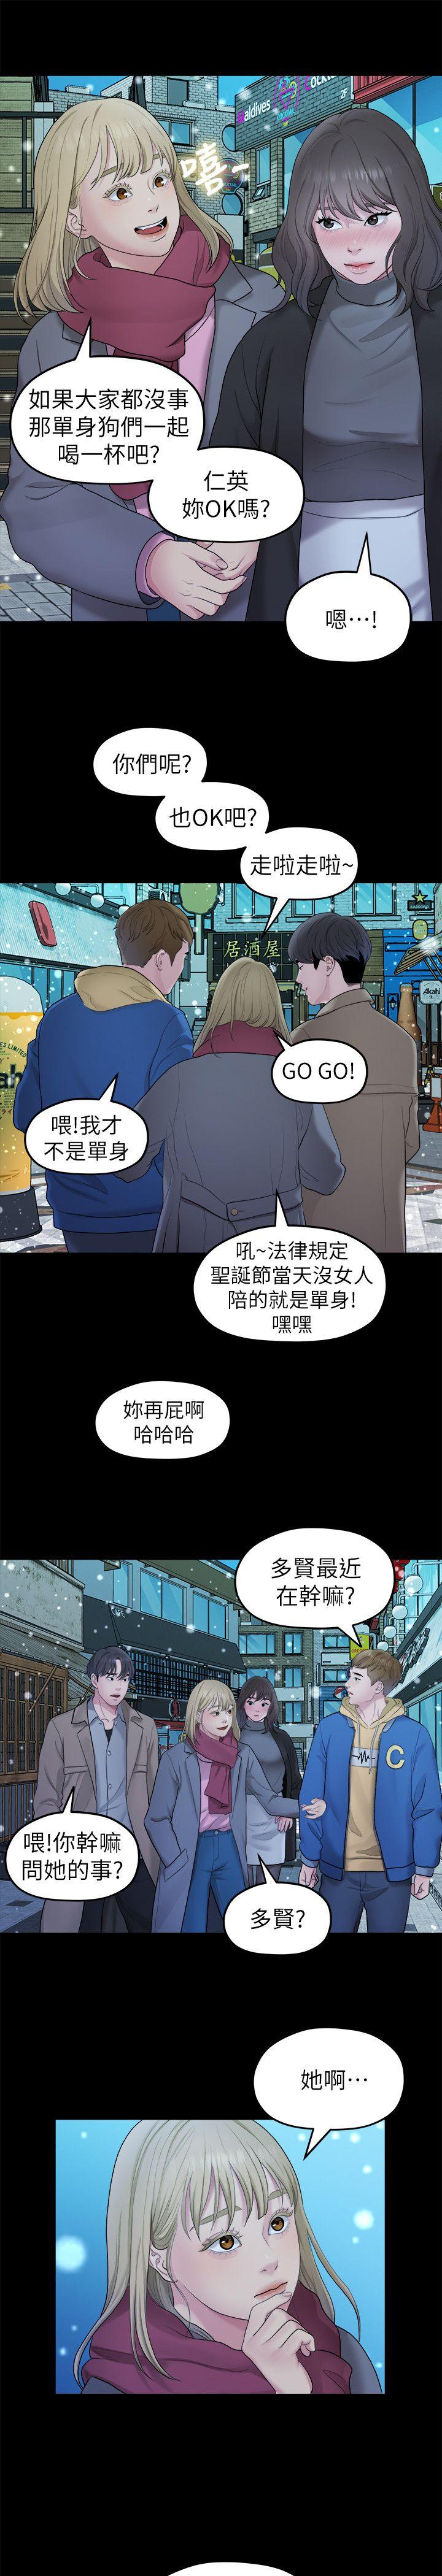 Maldives
Cockta
2F
嘻~
如果大家都沒事
那單身狗們一起
喝一杯吧?
仁英
妳OK嗎?
嗯…!
你們呢?
也OK吧?
走啦走啦~
居酒屋
GO GO!
喂!我才
不是單身
吼~法律規定
聖誕節當天沒女人
陪的就是單身!
嘿嘿
妳再屁啊
哈哈哈
多賢最近
在幹嘛?
C
喂!你幹嘛
問她的事?
多賢?
她啊…